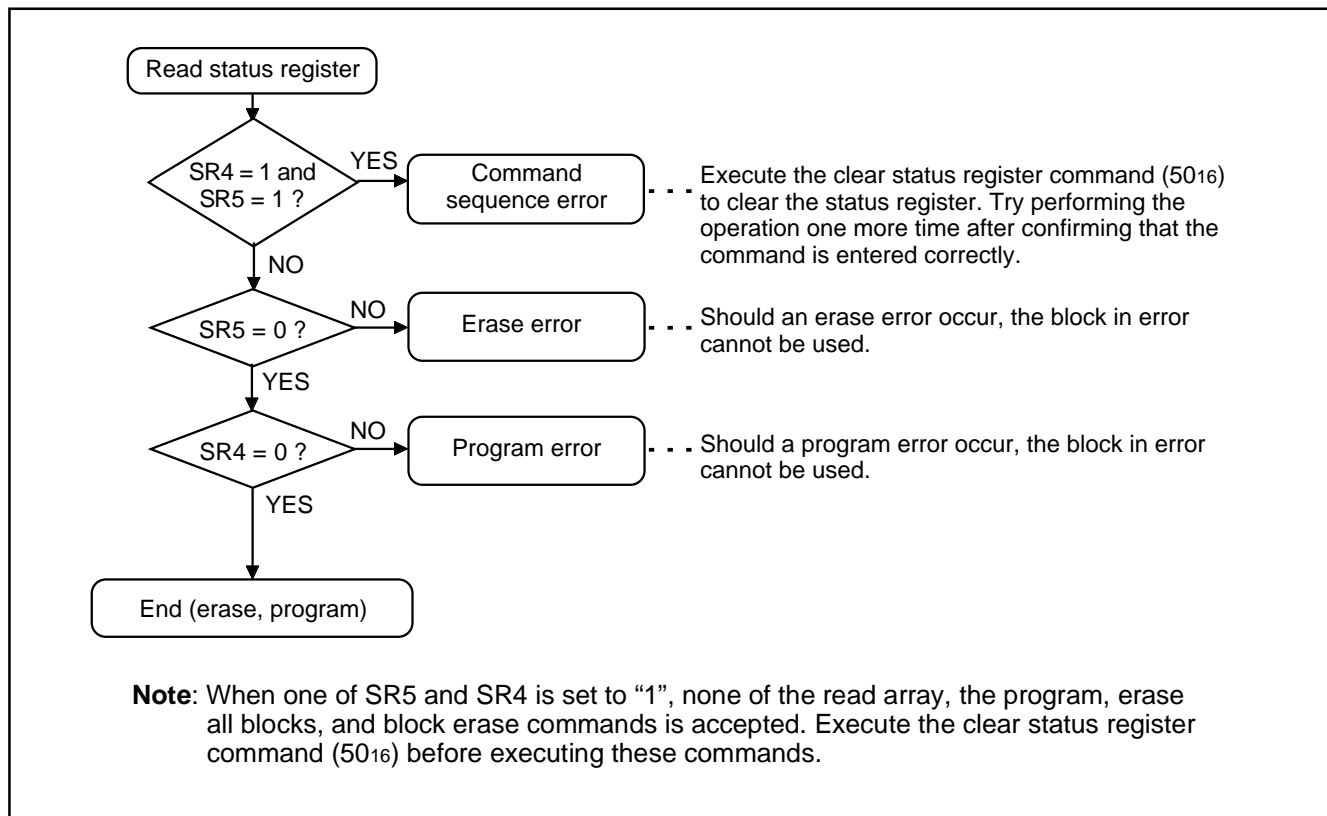 Read status register
SR4 = 1 and
SR5 = 1 ?
YES
Command
sequence error
Execute the clear status register command (5016)
to clear the status register. Try performing the
operation one more time after confirming that the
command is entered correctly.
NO
SR5 = 0 ?
NO
Erase error
Should an erase error occur, the block in error
cannot be used.
YES
SR4 = 0 ?
NO
Program error
Should a program error occur, the block in error
cannot be used.
YES
End (erase, program)
Note: When one of SR5 and SR4 is set to “1”, none of the read array, the program, erase
all blocks, and block erase commands is accepted. Execute the clear status register
command (5016) before executing these commands.